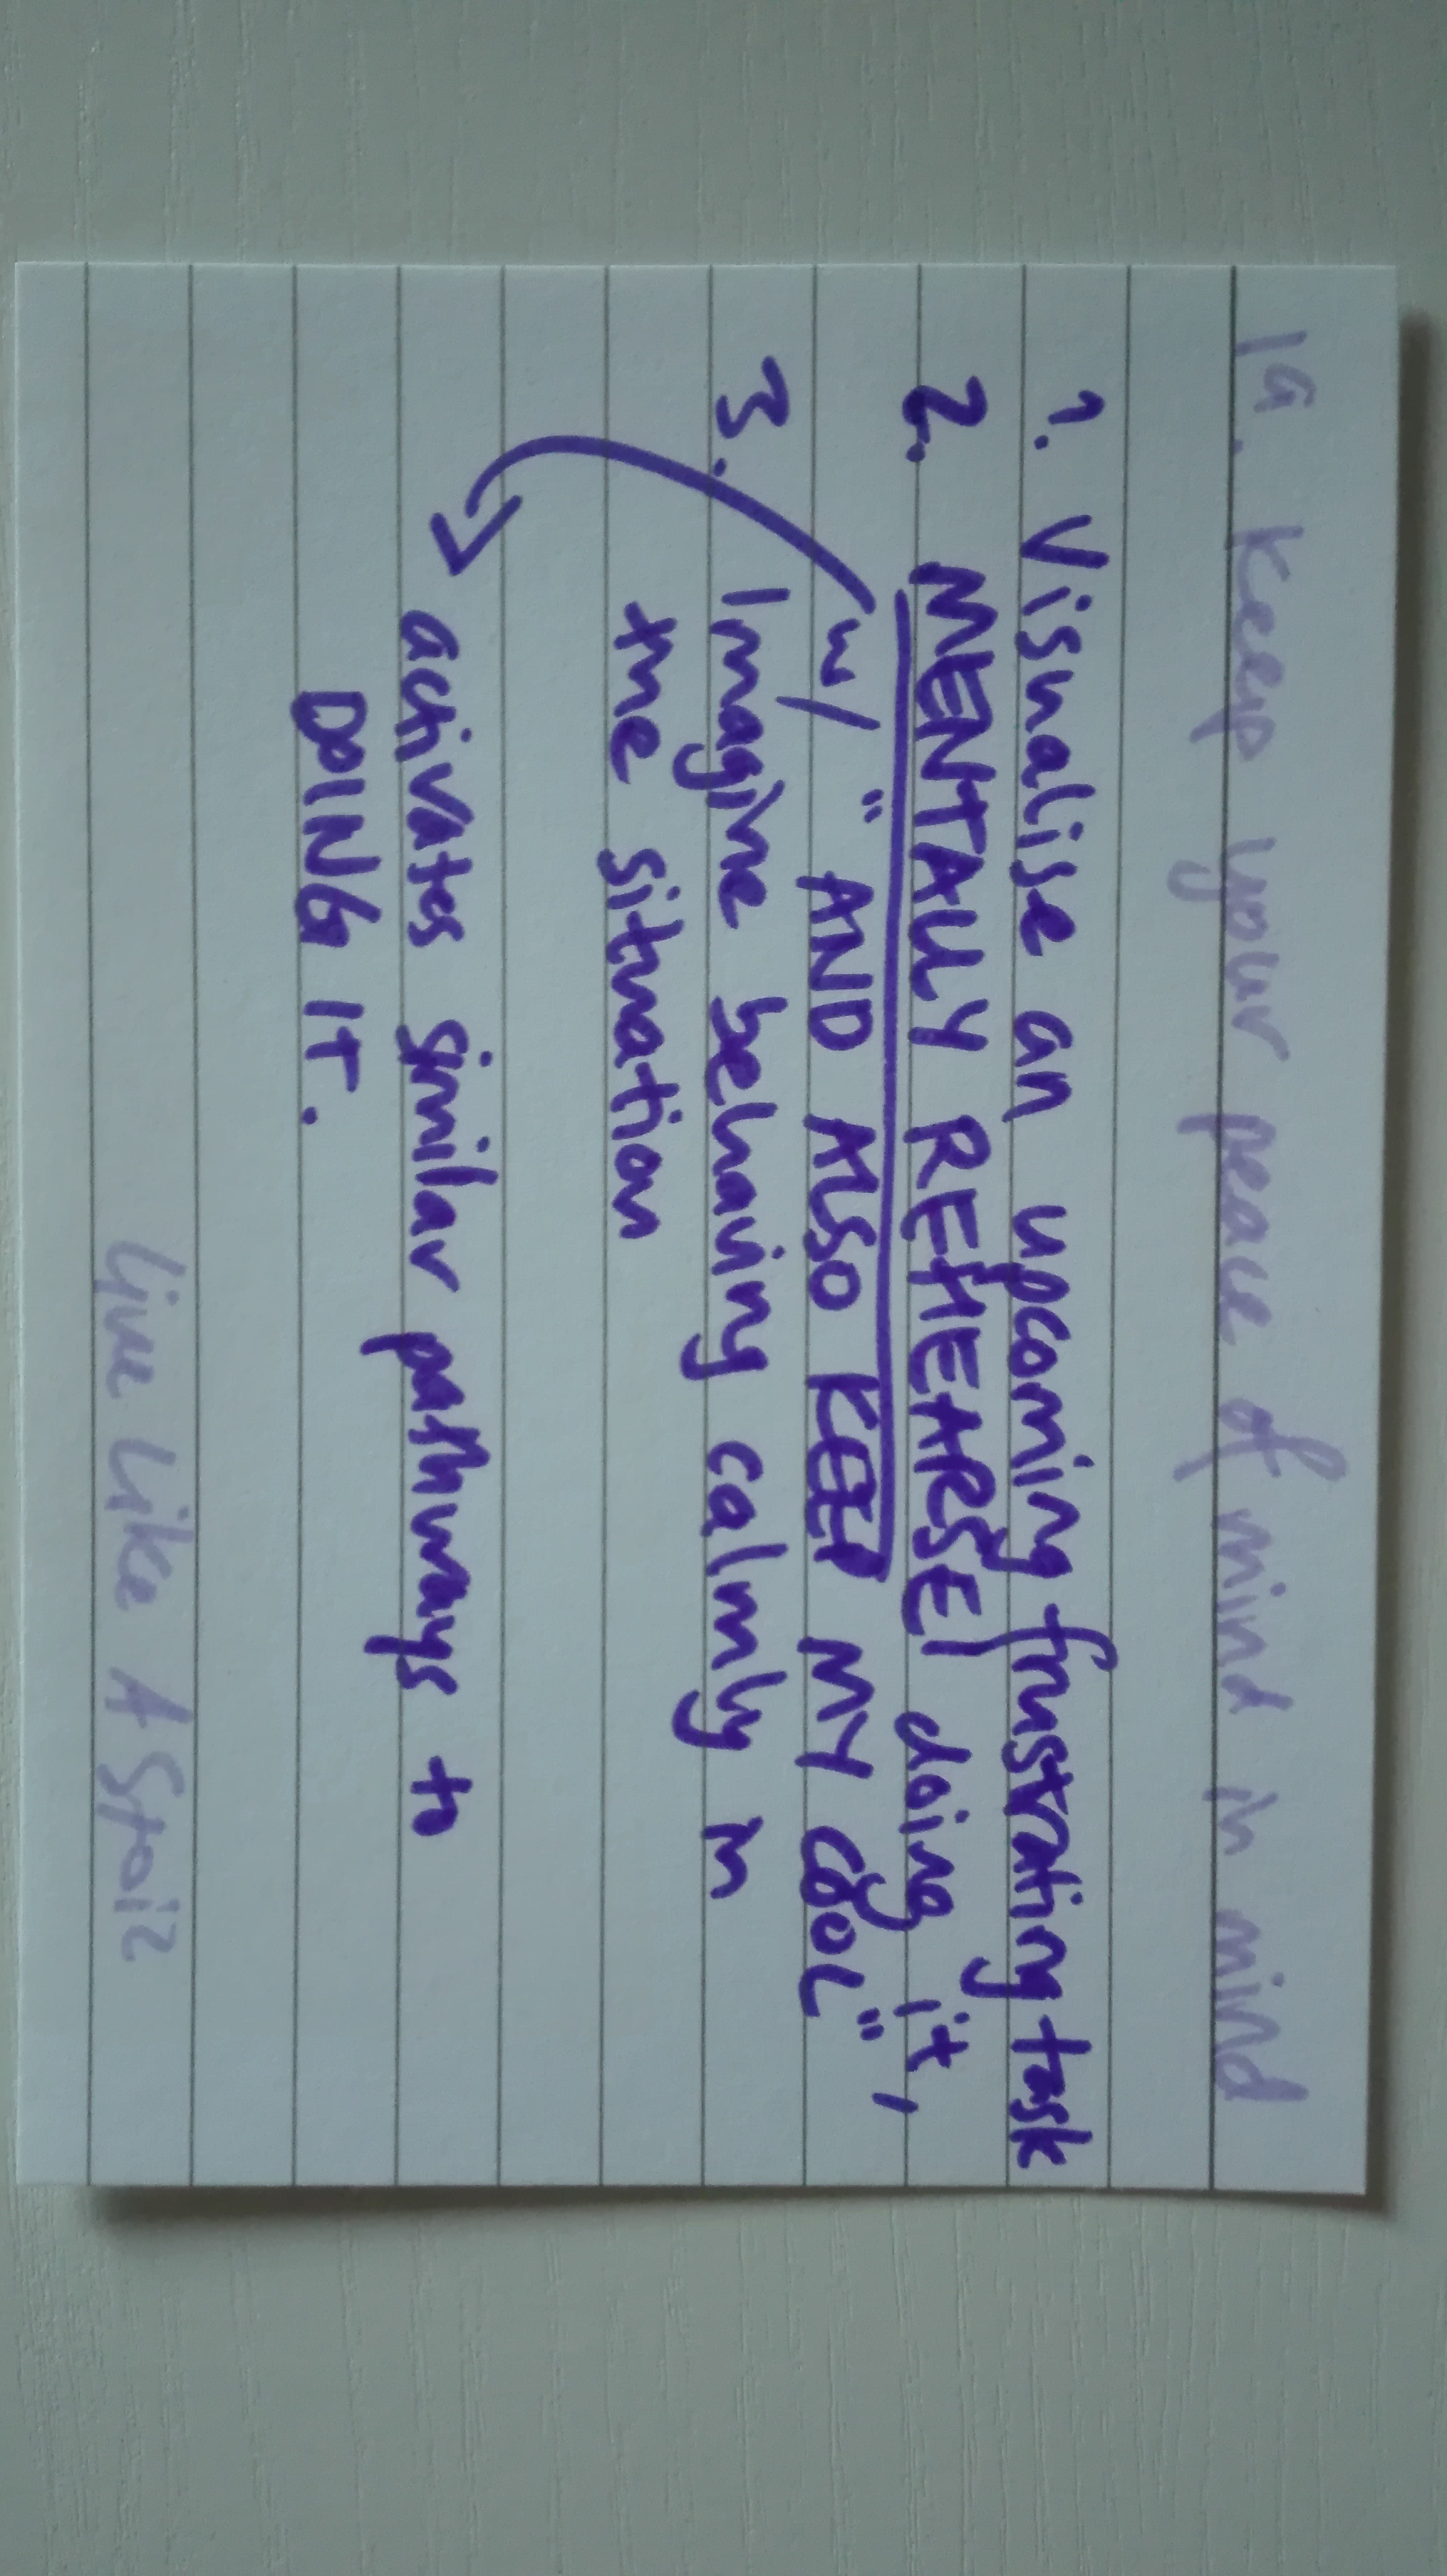 19. Keep your peace of mind in mind
1. Visualise an upcoming frustrating task
2. MENTALLY REHEARSE doing it,
w/ " AND ALSO KEEP MY COOL"
3. Imagine behaving calmly in
the situation
→ activates similar pathways to
DOING IT.
Live Like A Stoic